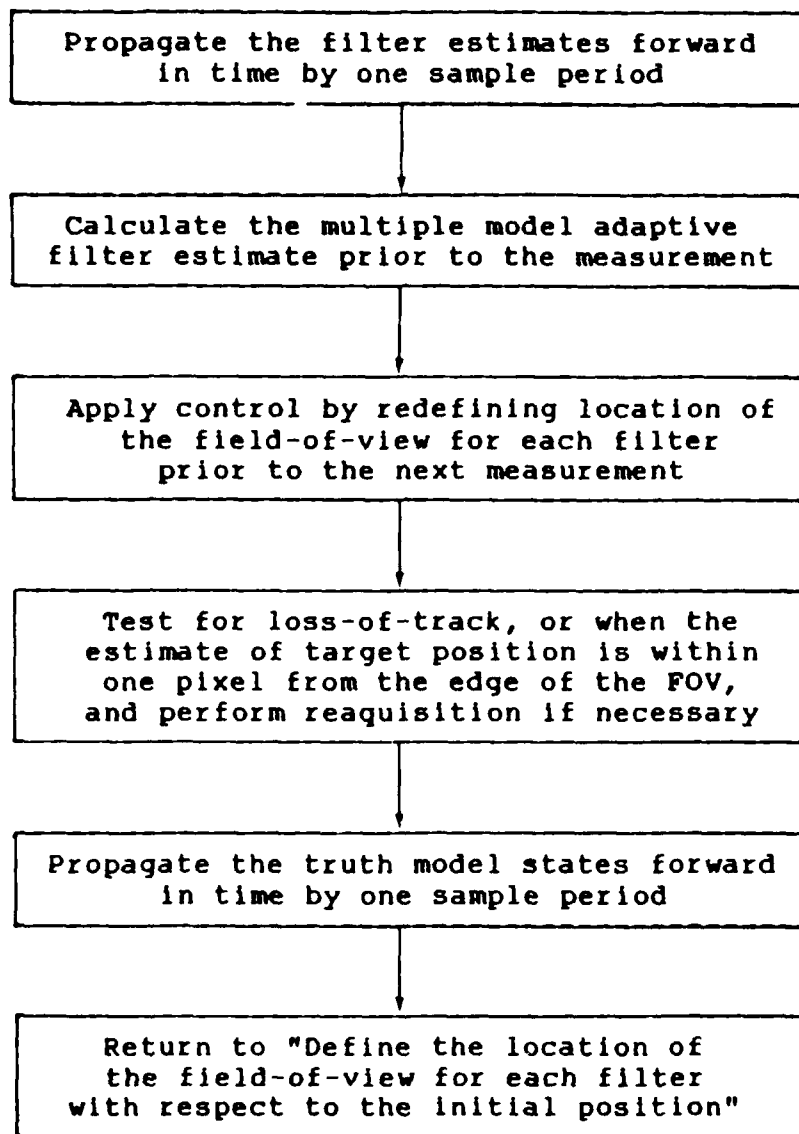 Propagate the filter estimates forward
in time by one sample period
Calculate the multiple model adaptive
filter estimate prior to the measurement
Apply control by redefining location of
the field-of-view for each filter
prior to the next measurement
Test for loss-of-track, or when the
estimate of target position is within
one pixel from the edge of the FOV,
and perform reaquisition if necessary
Propagate the truth model states forward
in time by one sample period
Return to "Define the location of
the field-of-view for each filter
with respect to the initial position"